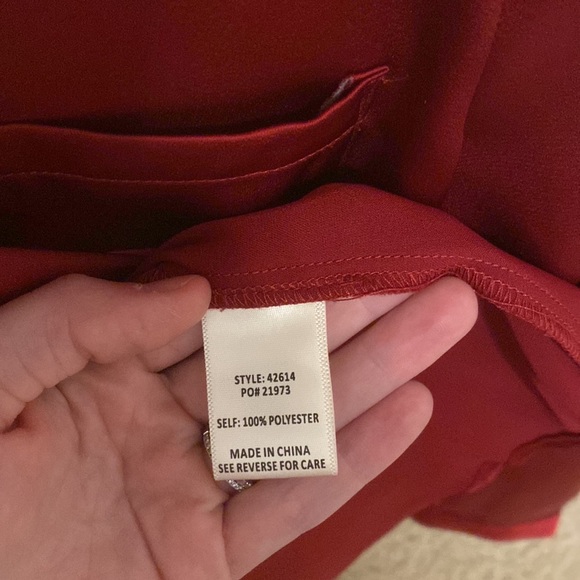 STYLE: 42614
PO# 21973
SELF: 100% POLYESTER
MADE IN CHINA
SEE REVERSE FOR CARE